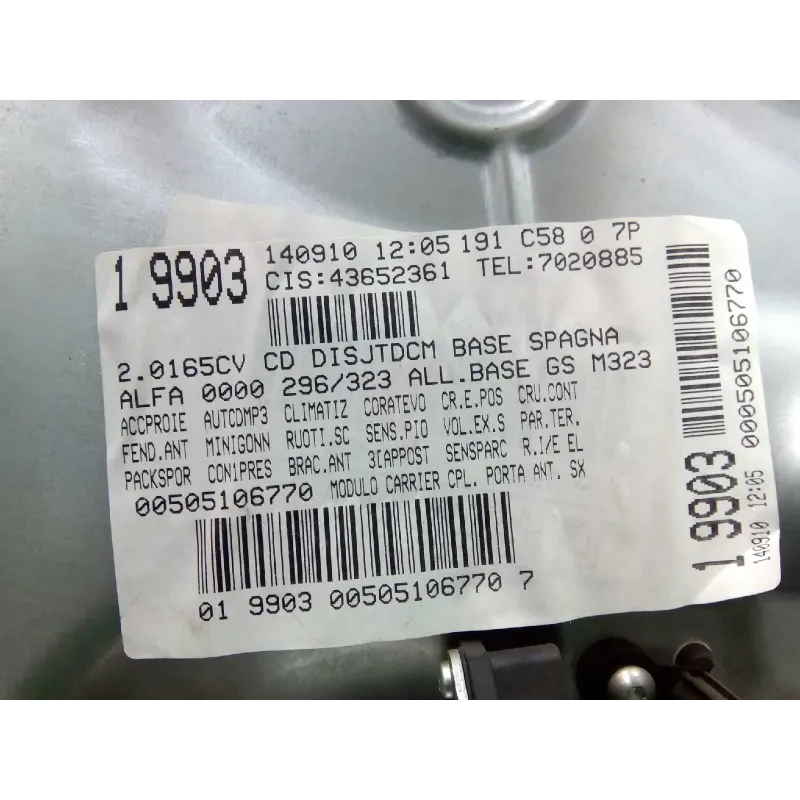 1 9903
140910 12:05 191 C58 0 7P
CIS:43652361 TEL:7020885
2.0165CV CD DISJTDCM BASE SPAGNA
ALFA 0000 296/323 ALL.BASE GS M323
ACCPROIE AUTCDMP3 CLIMATIZ CORATEVO CR.E.POS CRU.CONT
FEND.ANT MINIGONN RUOTI.SC SENS.PIO VOL.EX.S PAR.TER.
PACKSPOR CON1PRES BRAC.ANT 3IAPPOST SENSPARC R.I/E EL
00505106770 MODULO CARRIER CPL. PORTA ANT. SX
01 9903 00505106770 7
1 9903
140910 12:05
00505106770